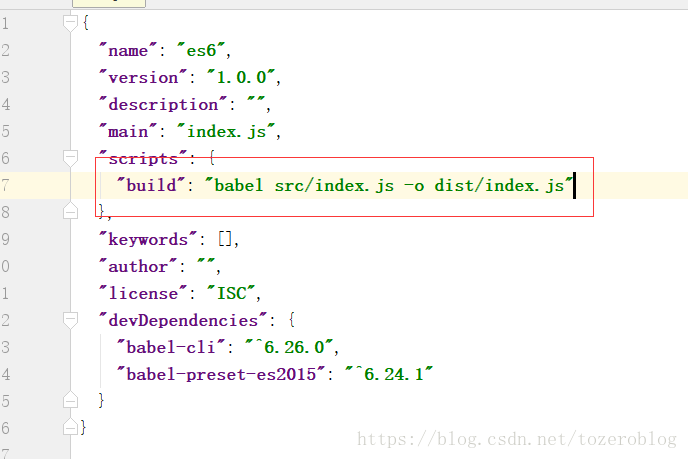 1 {
2 "name": "es6",
3 "version": "1.0.0",
4 "description": "",
5 "main": "index.js",
6 "scripts": {
7 "build": "babel src/index.js -o dist/index.js"
8 },
9 "keywords": [],
0 "author": "",
1 "license": "ISC",
2 "devDependencies": {
3 "babel-cli": "^6.26.0",
4 "babel-preset-es2015": "^6.24.1"
5 }
6 }
7
https://blog.csdn.net/tozeroblog